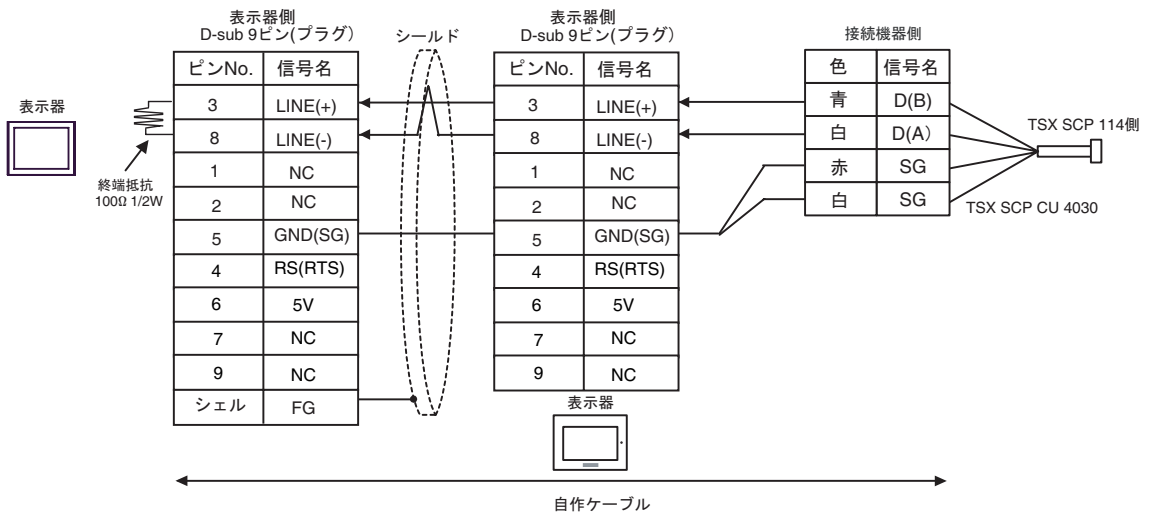 表示器
終端抵抗
100Ω 1/2W
表示器側
D-sub 9ピン(プラグ)
ピンNo. 信号名
3 LINE(+)
8 LINE(-)
1 NC
2 NC
5 GND(SG)
4 RS(RTS)
6 5V
7 NC
9 NC
シェル FG
シールド
表示器側
D-sub 9ピン(プラグ)
ピンNo. 信号名
3 LINE(+)
8 LINE(-)
1 NC
2 NC
5 GND(SG)
4 RS(RTS)
6 5V
7 NC
9 NC
表示器
接続機器側
色 信号名
青 D(B)
白 D(A)
赤 SG
白 SG
TSX SCP 114側
TSX SCP CU 4030
自作ケーブル